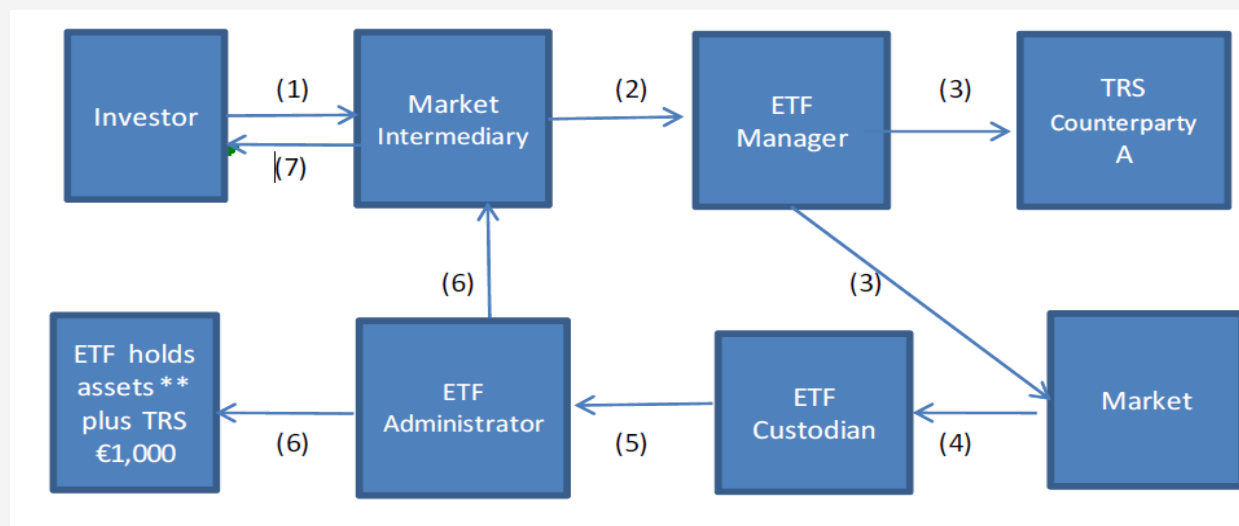 Investor
(1)
(7)
Market
Intermediary
(2)
ETF
Manager
(3)
TRS
Counterparty
A
(6)
(3)
ETF holds
assets **
plus TRS
€1,000
(6)
ETF
Administrator
(5)
ETF
Custodian
(4)
Market